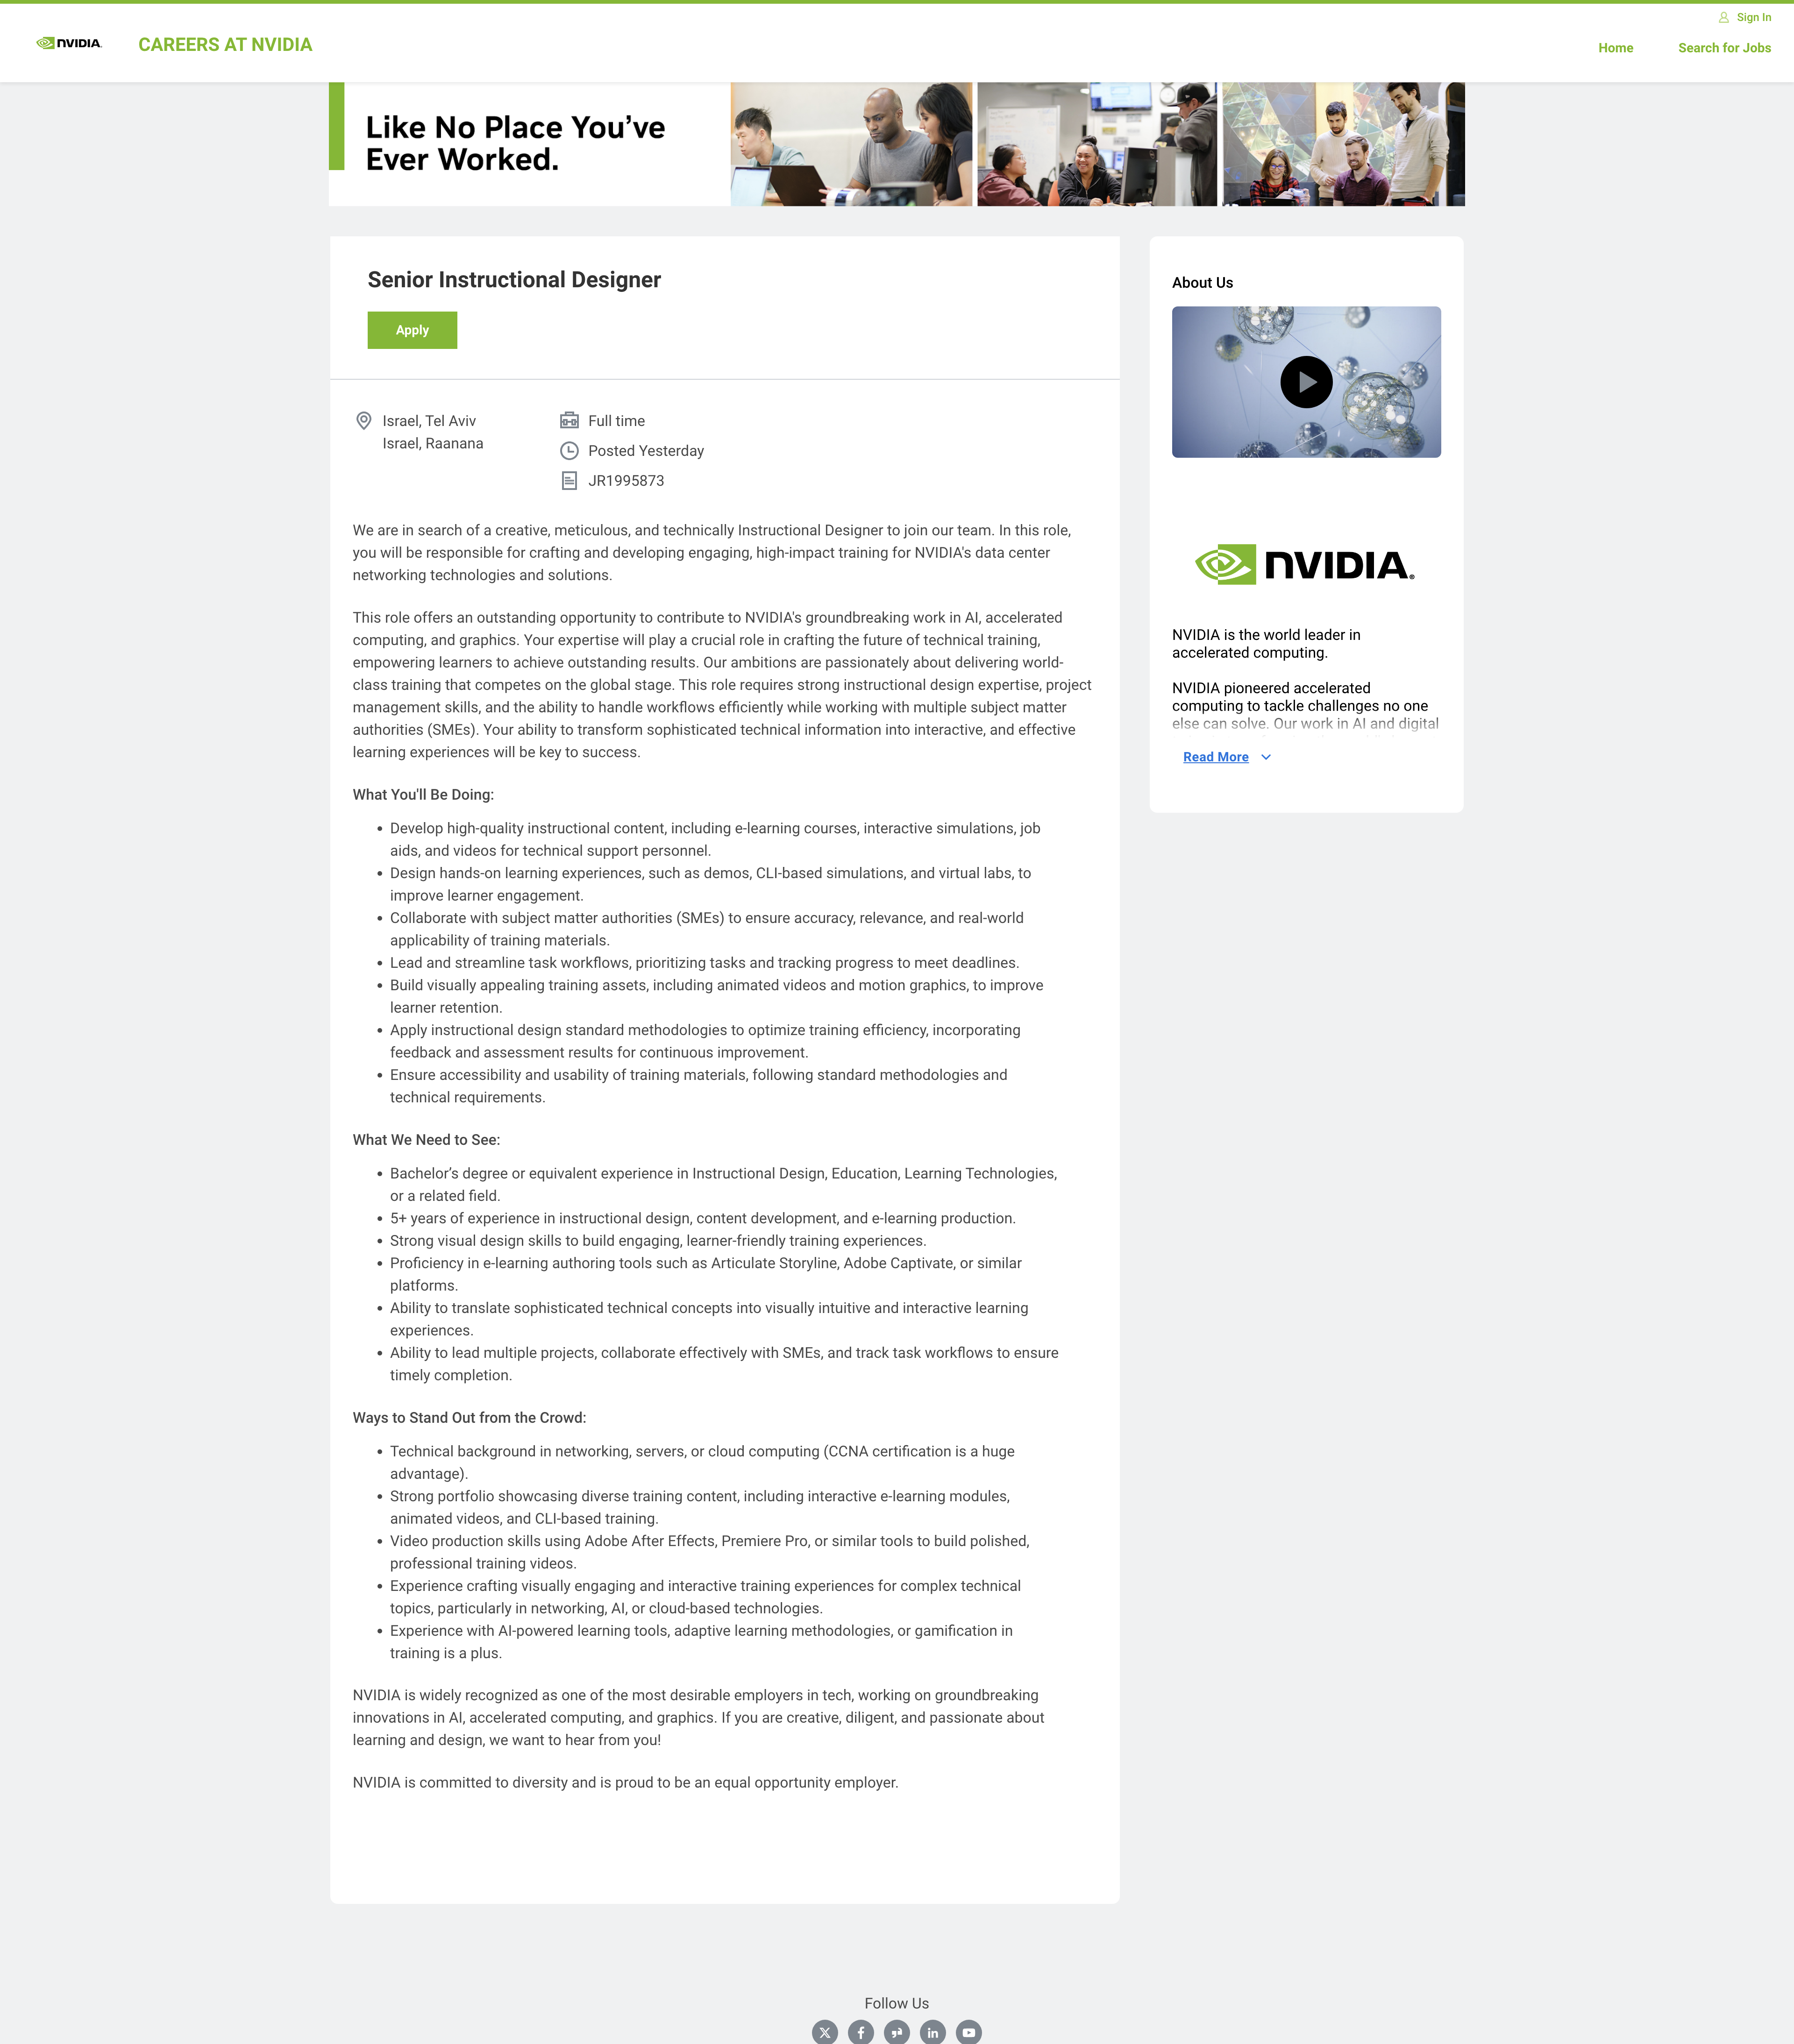 Sign In
NVIDIA.
CAREERS AT NVIDIA
Home
Search for Jobs
Like No Place You’ve
Ever Worked.
Senior Instructional Designer
Apply
Israel, Tel Aviv
Israel, Raanana
Full time
Posted Yesterday
JR1995873
We are in search of a creative, meticulous, and technically Instructional Designer to join our team. In this role,
you will be responsible for crafting and developing engaging, high-impact training for NVIDIA's data center
networking technologies and solutions.
This role offers an outstanding opportunity to contribute to NVIDIA's groundbreaking work in AI, accelerated
computing, and graphics. Your expertise will play a crucial role in crafting the future of technical training,
empowering learners to achieve outstanding results. Our ambitions are passionately about delivering world-
class training that competes on the global stage. This role requires strong instructional design expertise, project
management skills, and the ability to handle workflows efficiently while working with multiple subject matter
authorities (SMEs). Your ability to transform sophisticated technical information into interactive, and effective
learning experiences will be key to success.
What You'll Be Doing:
• Develop high-quality instructional content, including e-learning courses, interactive simulations, job
aids, and videos for technical support personnel.
• Design hands-on learning experiences, such as demos, CLI-based simulations, and virtual labs, to
improve learner engagement.
• Collaborate with subject matter authorities (SMEs) to ensure accuracy, relevance, and real-world
applicability of training materials.
• Lead and streamline task workflows, prioritizing tasks and tracking progress to meet deadlines.
• Build visually appealing training assets, including animated videos and motion graphics, to improve
learner retention.
• Apply instructional design standard methodologies to optimize training efficiency, incorporating
feedback and assessment results for continuous improvement.
• Ensure accessibility and usability of training materials, following standard methodologies and
technical requirements.
What We Need to See:
• Bachelor’s degree or equivalent experience in Instructional Design, Education, Learning Technologies,
or a related field.
• 5+ years of experience in instructional design, content development, and e-learning production.
• Strong visual design skills to build engaging, learner-friendly training experiences.
• Proficiency in e-learning authoring tools such as Articulate Storyline, Adobe Captivate, or similar
platforms.
• Ability to translate sophisticated technical concepts into visually intuitive and interactive learning
experiences.
• Ability to lead multiple projects, collaborate effectively with SMEs, and track task workflows to ensure
timely completion.
Ways to Stand Out from the Crowd:
• Technical background in networking, servers, or cloud computing (CCNA certification is a huge
advantage).
• Strong portfolio showcasing diverse training content, including interactive e-learning modules,
animated videos, and CLI-based training.
• Video production skills using Adobe After Effects, Premiere Pro, or similar tools to build polished,
professional training videos.
• Experience crafting visually engaging and interactive training experiences for complex technical
topics, particularly in networking, AI, or cloud-based technologies.
• Experience with AI-powered learning tools, adaptive learning methodologies, or gamification in
training is a plus.
NVIDIA is widely recognized as one of the most desirable employers in tech, working on groundbreaking
innovations in AI, accelerated computing, and graphics. If you are creative, diligent, and passionate about
learning and design, we want to hear from you!
NVIDIA is committed to diversity and is proud to be an equal opportunity employer.
About Us
NVIDIA.
NVIDIA is the world leader in
accelerated computing.
NVIDIA pioneered accelerated
computing to tackle challenges no one
else can solve. Our work in AI and digital
Read More
Follow Us